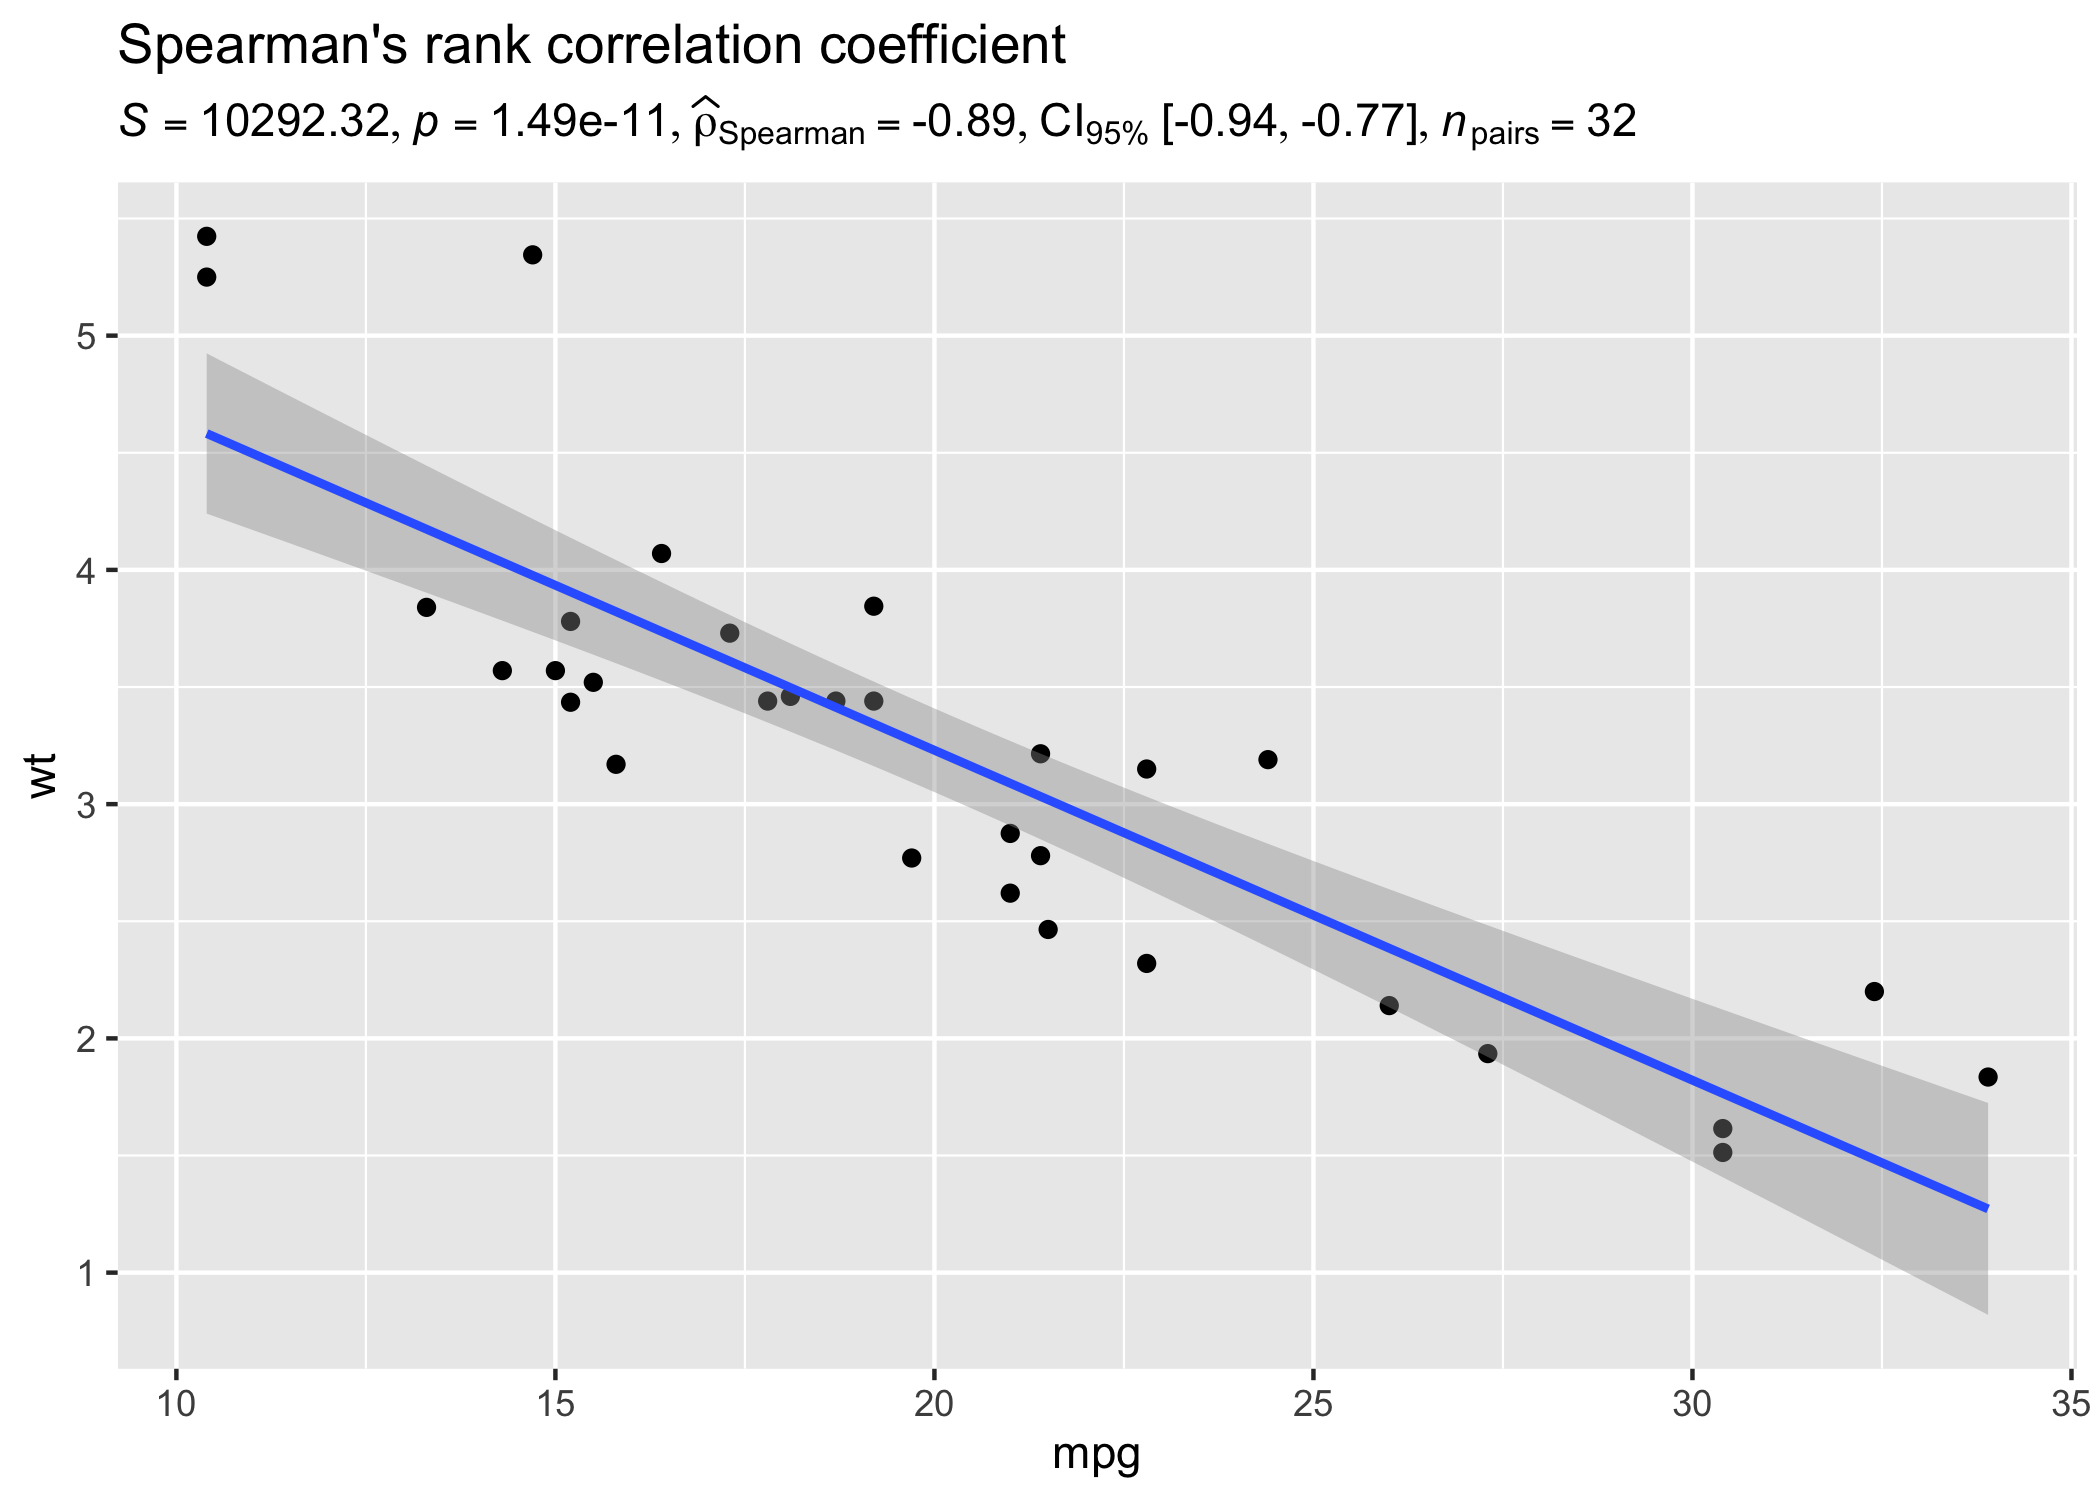 Spearman's rank correlation coefficient
S = 10292.32, p = 1.49e-11, ρ̂Spearman = -0.89, CI95% [-0.94, -0.77], npairs = 32
5
4
3
2
1
wt
10 15 20 25 30 35
mpg